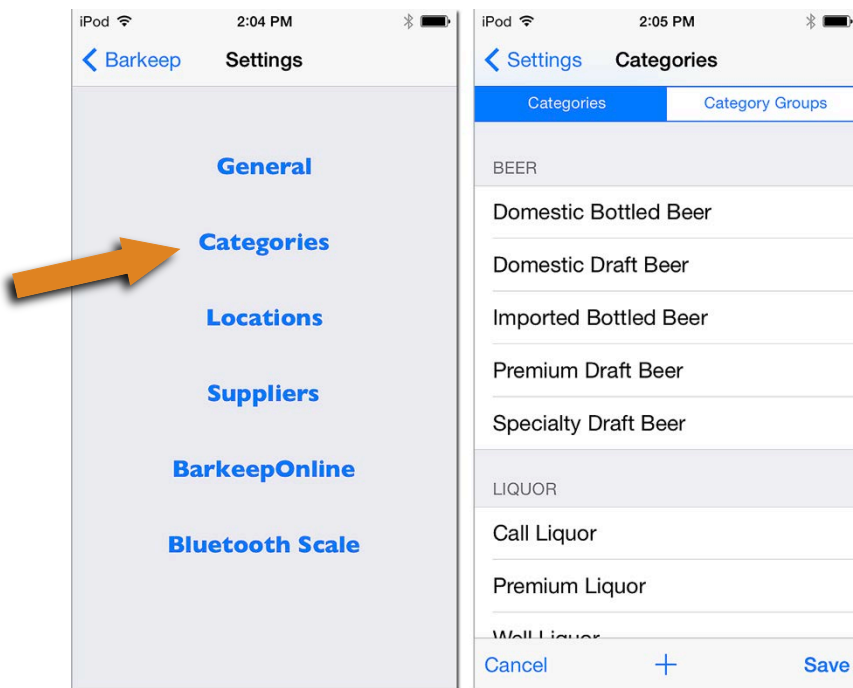 iPod 2:04 PM
Barkeep Settings
General
Categories
Locations
Suppliers
BarkeepOnline
Bluetooth Scale
iPod 2:05 PM
Settings Categories
Categories Category Groups
BEER
Domestic Bottled Beer
Domestic Draft Beer
Imported Bottled Beer
Premium Draft Beer
Specialty Draft Beer
LIQUOR
Call Liquor
Premium Liquor
Well Liquor
Cancel + Save